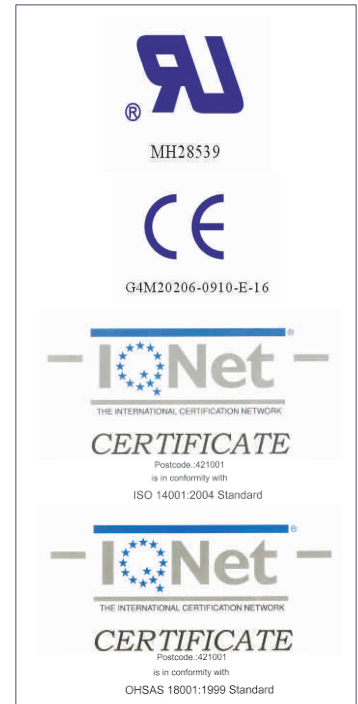 ®
MH28539
CE
G4M20206-0910-E-16
®
IQNet
THE INTERNATIONAL CERTIFICATION NETWORK
CERTIFICATE
Postcode.:421001
is in conformity with
ISO 14001:2004 Standard
®
IQNet
THE INTERNATIONAL CERTIFICATION NETWORK
CERTIFICATE
Postcode.:421001
is in conformity with
OHSAS 18001:1999 Standard